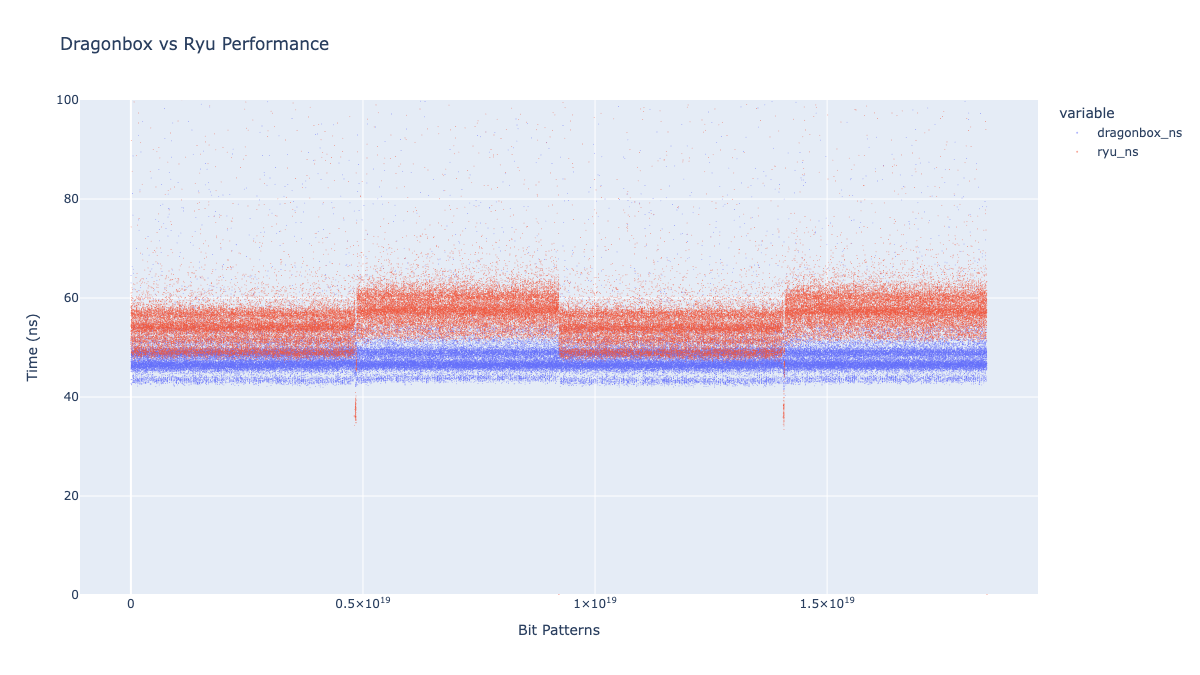 Dragonbox vs Ryu Performance
variable
dragonbox_ns
ryu_ns
Time (ns)
100
80
60
40
20
0
0
0.5×10¹⁹
1×10¹⁹
1.5×10¹⁹
Bit Patterns